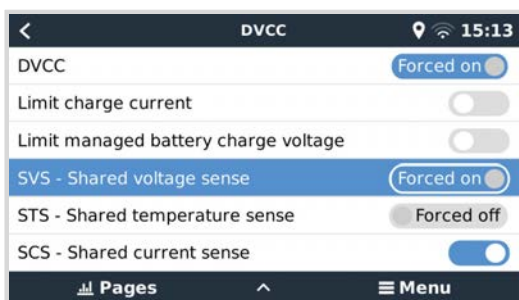 DVCC 15:13
DVCC Forced on
Limit charge current
Limit managed battery charge voltage
SVS - Shared voltage sense Forced on
STS - Shared temperature sense Forced off
SCS - Shared current sense
Pages Menu